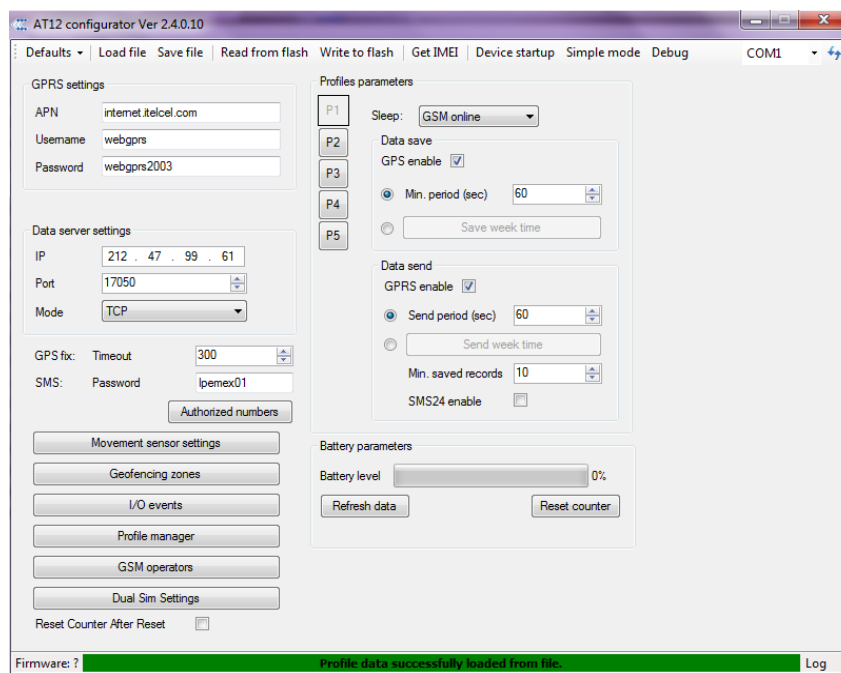 AT12 configurator Ver 2.4.0.10
Defaults Load file Save file Read from flash Write to flash Get IMEI Device startup Simple mode Debug COM1
GPRS settings
APN internet.itelcel.com
Username webgprs
Password webgprs2003
Data server settings
IP 212 . 47 . 99 . 61
Port 17050
Mode TCP
GPS fix: Timeout 300
SMS: Password lpemex01
Authorized numbers
Movement sensor settings
Geofencing zones
I/O events
Profile manager
GSM operators
Dual Sim Settings
Reset Counter After Reset
Profiles parameters
P1
P2
P3
P4
P5
Sleep: GSM online
Data save
GPS enable
Min. period (sec) 60
Save week time
Data send
GPRS enable
Send period (sec) 60
Send week time
Min. saved records 10
SMS24 enable
Battery parameters
Battery level 0%
Refresh data Reset counter
Firmware: ? Profile data successfully loaded from file. Log